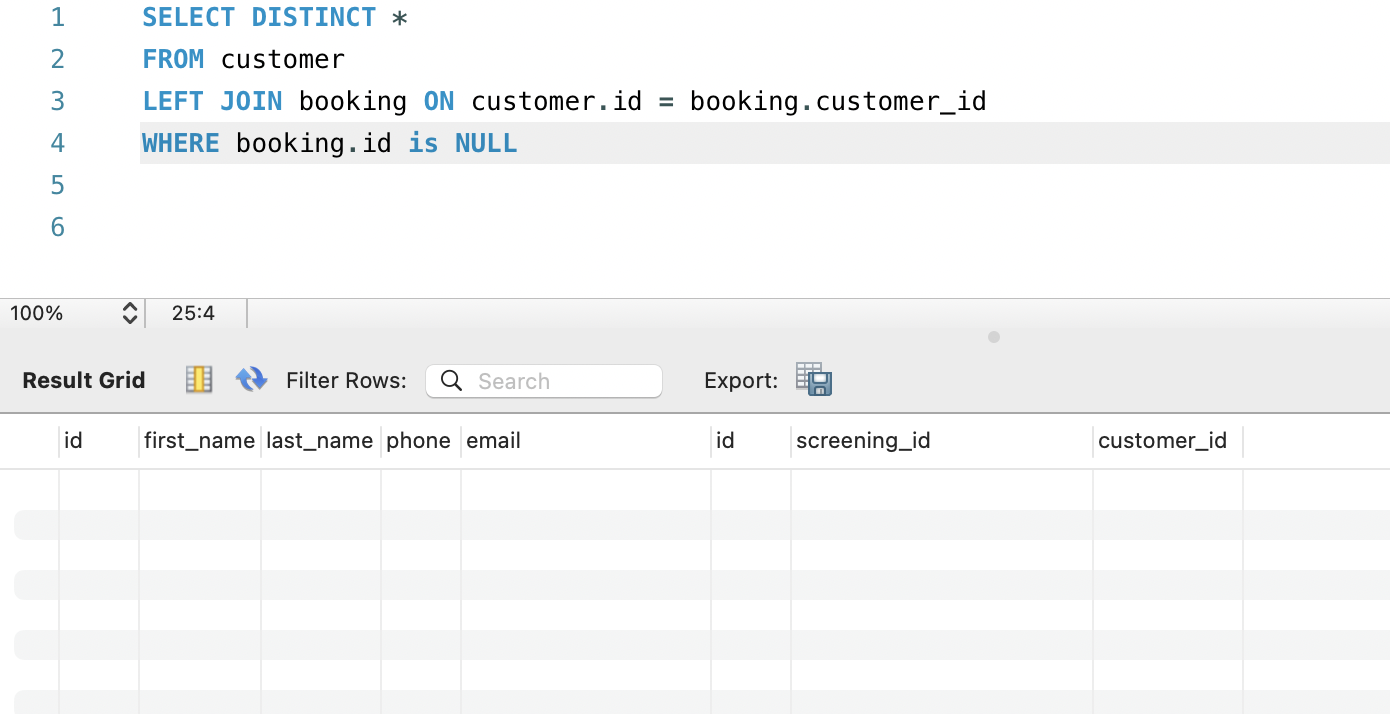 1 SELECT DISTINCT *
2 FROM customer
3 LEFT JOIN booking ON customer.id = booking.customer_id
4 WHERE booking.id is NULL
5
6
100% 25:4
Result Grid Filter Rows: Search Export:
id first_name last_name phone email id screening_id customer_id